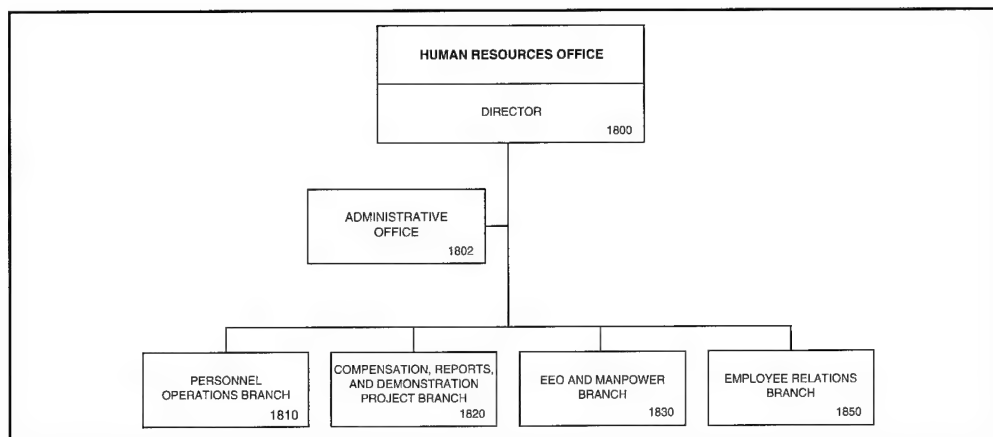 HUMAN RESOURCES OFFICE
DIRECTOR
1800
ADMINISTRATIVE
OFFICE
1802
PERSONNEL
OPERATIONS BRANCH
1810
COMPENSATION, REPORTS,
AND DEMONSTRATION
PROJECT BRANCH
1820
EEO AND MANPOWER
BRANCH
1830
EMPLOYEE RELATIONS
BRANCH
1850